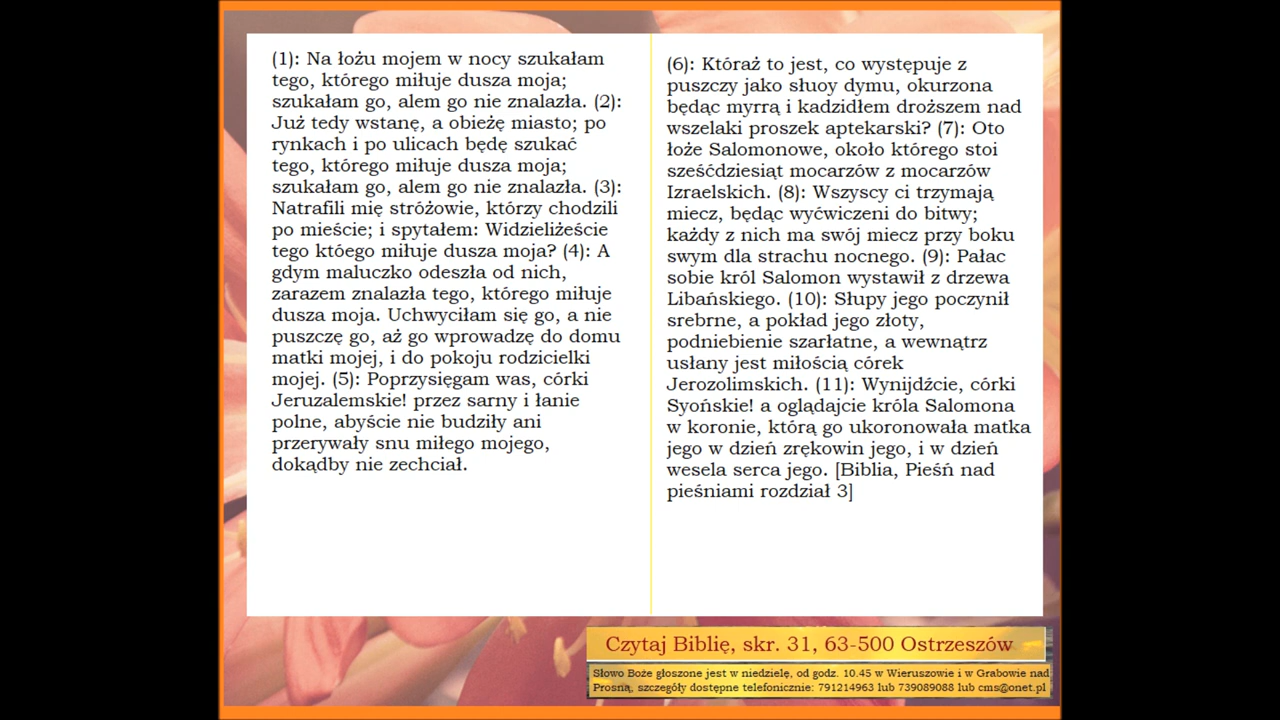 (1): Na łożu mojem w nocy szukałam
tego, którego miłuje dusza moja;
szukałam go, alem go nie znalazła. (2):
Już tedy wstanę, a obieżę miasto; po
rynkach i po ulicach będę szukać
tego, którego miłuje dusza moja;
szukałam go, alem go nie znalazła. (3):
Natrafili mię stróżowie, którzy chodzili
po mieście; i spytałem: Widzieliżeście
tego któego miłuje dusza moja? (4): A
gdym maluczko odeszła od nich,
zarazem znalazła tego, którego miłuje
dusza moja. Uchwyciłam się go, a nie
puszczę go, aż go wprowadzę do domu
matki mojej, i do pokoju rodzicielki
mojej. (5): Poprzysięgam was, córki
Jeruzalemskie! przez sarny i łanie
polne, abyście nie budziły ani
przerywały snu miłego mojego,
dokądby nie zechciał.
(6): Któraż to jest, co występuje z
puszczy jako słuoy dymu, okurzona
będąc myrrą i kadzidłem droższem nad
wszelaki proszek aptekarski? (7): Oto
łoże Salomonowe, około którego stoi
sześćdziesiąt mocarzów z mocarzów
Izraelskich. (8): Wszyscy ci trzymają
miecz, będąc wyćwiczeni do bitwy;
każdy z nich ma swój miecz przy boku
swym dla strachu nocnego. (9): Pałac
sobie król Salomon wystawił z drzewa
Libańskiego. (10): Słupy jego poczynił
srebrne, a pokład jego złoty,
podniebienie szarłatne, a wewnątrz
usłany jest miłością córek
Jerozolimskich. (11): Wynijdźcie, córki
Syońskie! a oglądajcie króla Salomona
w koronie, którą go ukoronowała matka
jego w dzień zrękowin jego, i w dzień
wesela serca jego. [Biblia, Pieśń nad
pieśniami rozdział 3]
Czytaj Biblię, skr. 31, 63-500 Ostrzeszów
Słowo Boże głoszone jest w niedzielę, od godz. 10.45 w Wieruszowie i w Grabowie nad
Prosną, szczegóły dostępne telefonicznie: 791214963 lub 739089088 lub cms@onet.pl